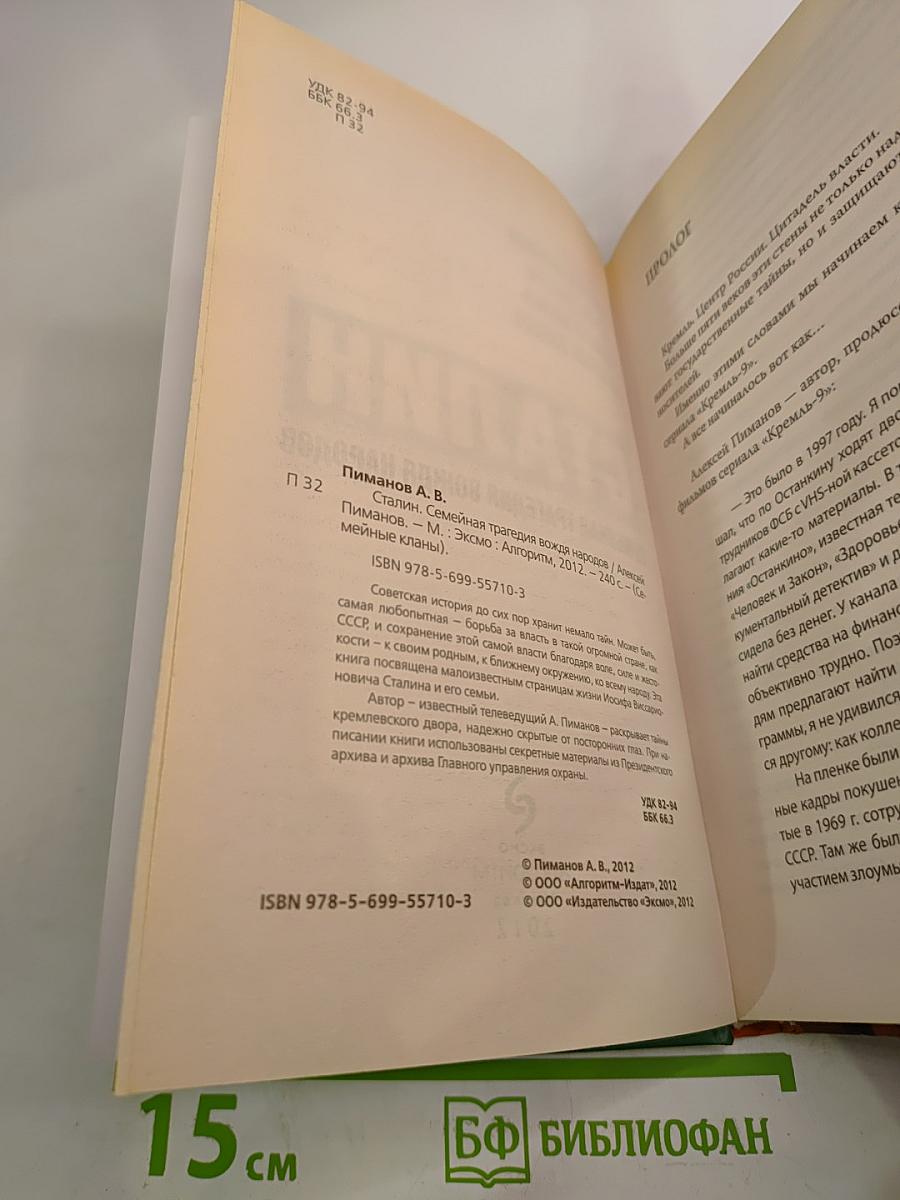 УДК 82-94
ББК 66.3
П 32
Пиманов А. В.
П 32
Сталин. Семейная трагедия вождя народов / Алексей
Пиманов. – М. : Эксмо : Алгоритм, 2012. – 240 с. – (Се-
мейные кланы).
ISBN 978-5-699-55710-3
Советская история до сих пор хранит немало тайн. Может быть,
самая любопытная – борьба за власть в такой огромной стране, как
СССР, и сохранение этой самой власти благодаря воле, силе и жесто-
кости – к своим родным, к ближнему окружению, ко всему народу. Эта
книга посвящена малоизвестным страницам жизни Иосифа Виссарио-
новича Сталина и его семьи.
Автор – известный телеведущий А. Пиманов – раскрывает тайны
кремлевского двора, надежно скрытые от посторонних глаз. При на-
писании книги использованы секретные материалы из Президентского
архива и архива Главного управления охраны.
УДК 82-94
ББК 66.3
© Пиманов А. В., 2012
© ООО «Алгоритм-Издат», 2012
ISBN 978-5-699-55710-3
© ООО «Издательство «Эксмо», 2012
ПРОЛОГ
Кремль. Центр России. Цитадель власти.
Больше пяти веков эти стены не только над
государственные тайны, но и защищают
носителей.
Именно этими словами мы начинаем к
сериала «Кремль-9».
А все начиналось вот как...
Алексей Пиманов — автор, продюсе
фильмов сериала «Кремль-9»:
— Это было в 1997 году. Я по
шал, что по Останкину ходят дво
трудников ФСБ с VHS-ной кассето
лагают какие-то материалы. В т
ния «Останкино», известная те
«Человек и Закон», «Здоровье
кументальный детектив» и д
сидела без денег. У канала
найти средства на финансо
объективно трудно. Поэ
дям предлагают найти
граммы, я не удивился
ся другому: как колле
На пленке были
ные кадры покушен
тые в 1969 г. сотру
СССР. Там же был
участием злоумы
15 см
БФ БИБЛИОФАН